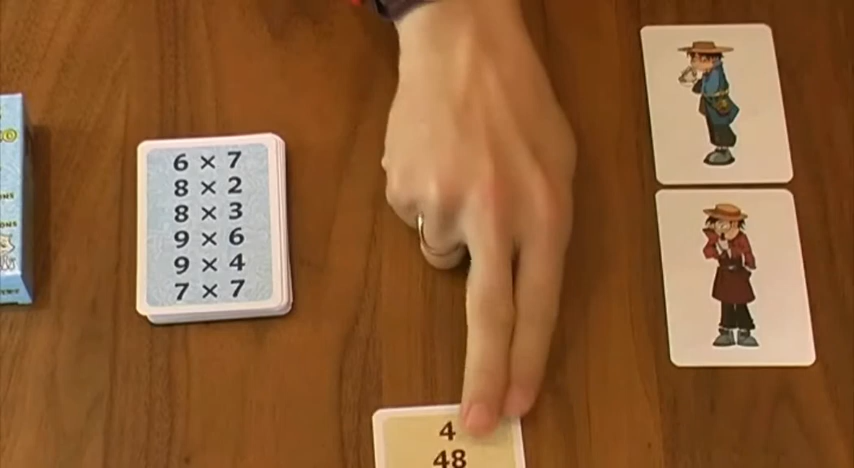 6 × 7
8 × 2
8 × 3
9 × 6
9 × 4
7 × 7
4
48